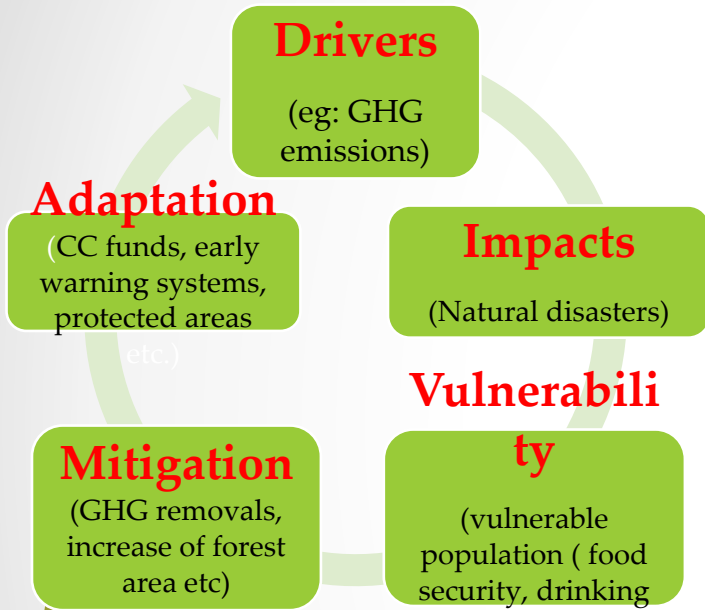 Drivers
(eg: GHG
emissions)
Impacts
(Natural disasters)
Vulnerabili
ty
(vulnerable
population ( food
security, drinking
Mitigation
(GHG removals,
increase of forest
area etc)
Adaptation
(CC funds, early
warning systems,
protected areas
etc.)